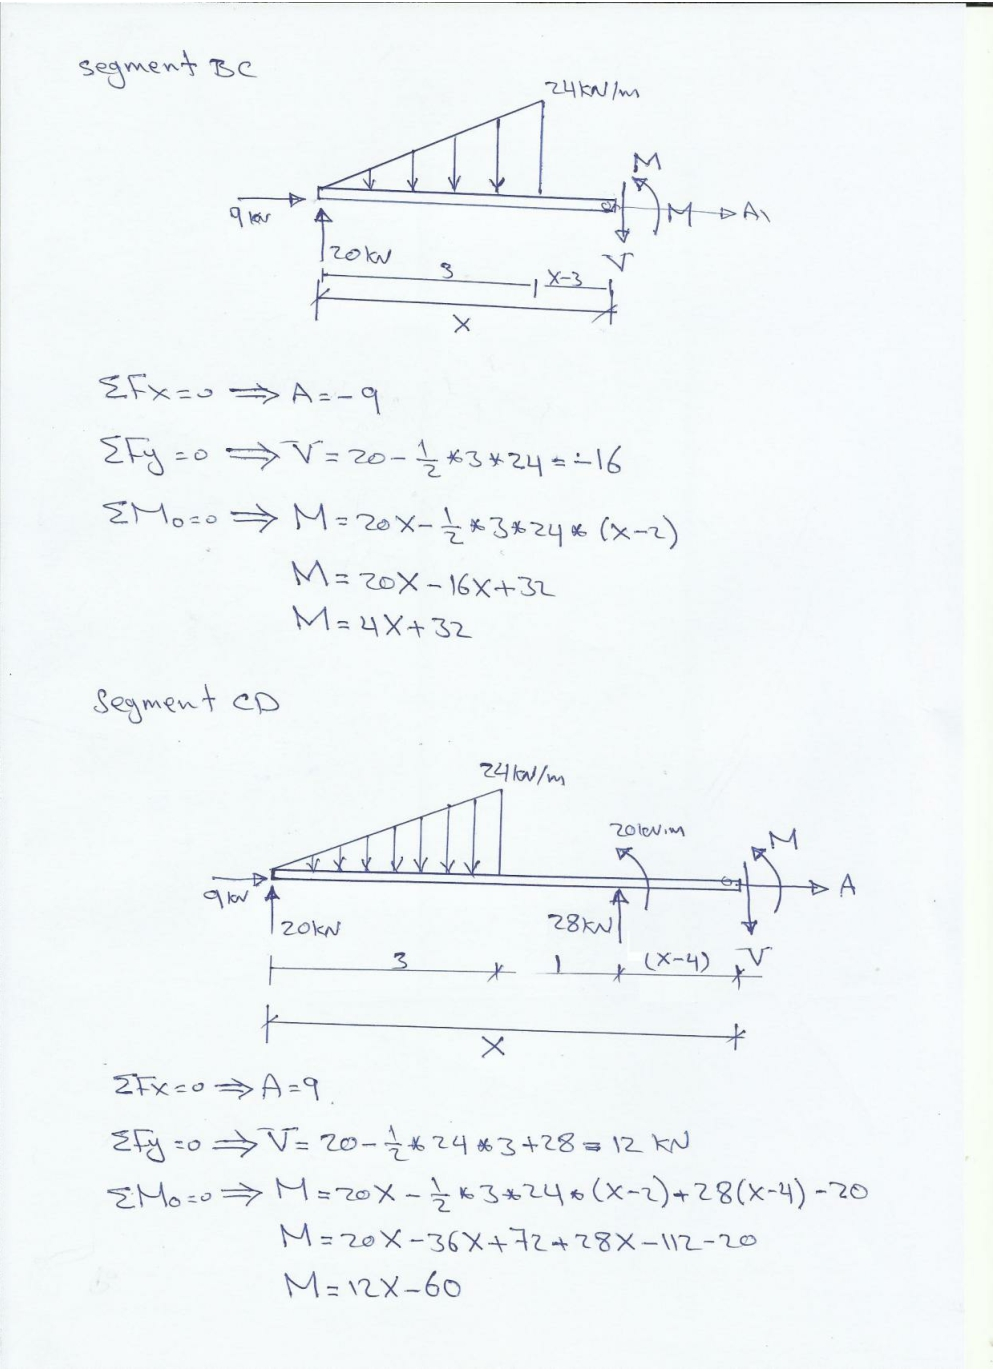 segment BC
24kN/m
M
9kN
M
A1
20kN
V
3
x-3
X
ΣFx=0 ⟹ A=-9
ΣFy=0 ⟹ V=20-1/2*3*24=-16
ΣMo=0 ⟹ M=20X-1/2*3*24*(x-2)
M=20X-16X+32
M=4X+32
Segment CD
24kN/m
20kN.m
M
9kN
A
20kN
28kN
V
3
1
(x-4)
X
ΣFx=0 ⟹ A=9
ΣFy=0 ⟹ V=20-1/2*24*3+28=12 KN
ΣMo=0 ⟹ M=20X-1/2*3*24*(x-2)+28(x-4)-20
M=20X-36X+72+28X-112-20
M=12X-60